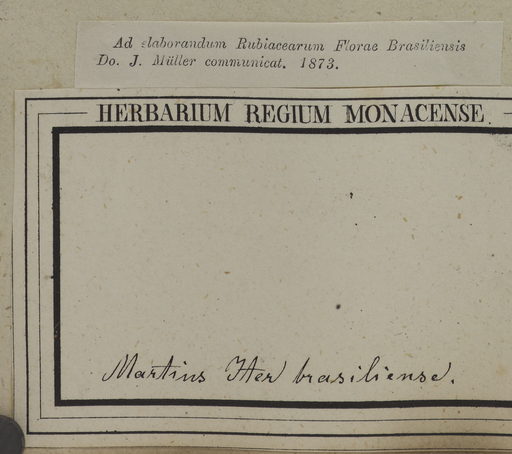 Ad elaborandum Rubiacearum Florae Brasiliensis
Do. J. Müller communicat. 1873.
HERBARIUM REGIUM MONACENSE.
Martius Iter brasiliense.